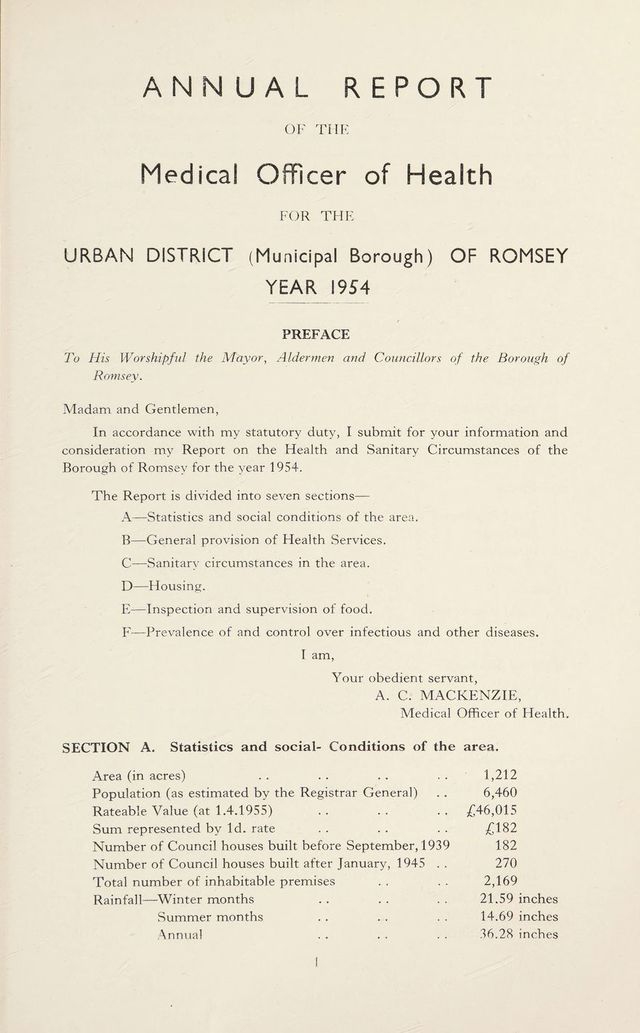 ANNUAL REPORT
OF THE
Medical Officer of Health
FOR THE
URBAN DISTRICT (Municipal Borough) OF ROMSEY
YEAR 1954
PREFACE
To His Worshipful the Mayor, Aldermen and Councillors of the Borough of
Romsey.
Madam and Gentlemen,
In accordance with my statutory duty, I submit for your information and
consideration my Report on the Health and Sanitary Circumstances of the
Borough of Romsey for the year 1954.
The Report is divided into seven sections—
A—Statistics and social conditions of the area.
B—General provision of Health Services.
C—Sanitary circumstances in the area.
D—Housing.
E—Inspection and supervision of food.
F—Prevalence of and control over infectious and other diseases.
I am,
Your obedient servant,
A. C. MACKENZIE,
Medical Officer of Health.
SECTION A. Statistics and social- Conditions of the area.
Area (in acres) .. .. .. .. 1,212
Population (as estimated by the Registrar General) .. 6,460
Rateable Value (at 1.4.1955) .. .. .. £46,015
Sum represented by 1d. rate .. .. .. £182
Number of Council houses built before September, 1939 182
Number of Council houses built after January, 1945 .. 270
Total number of inhabitable premises .. .. 2,169
Rainfall—Winter months .. .. .. 21.59 inches
Summer months .. .. .. 14.69 inches
Annual .. .. .. 36.28 inches
1